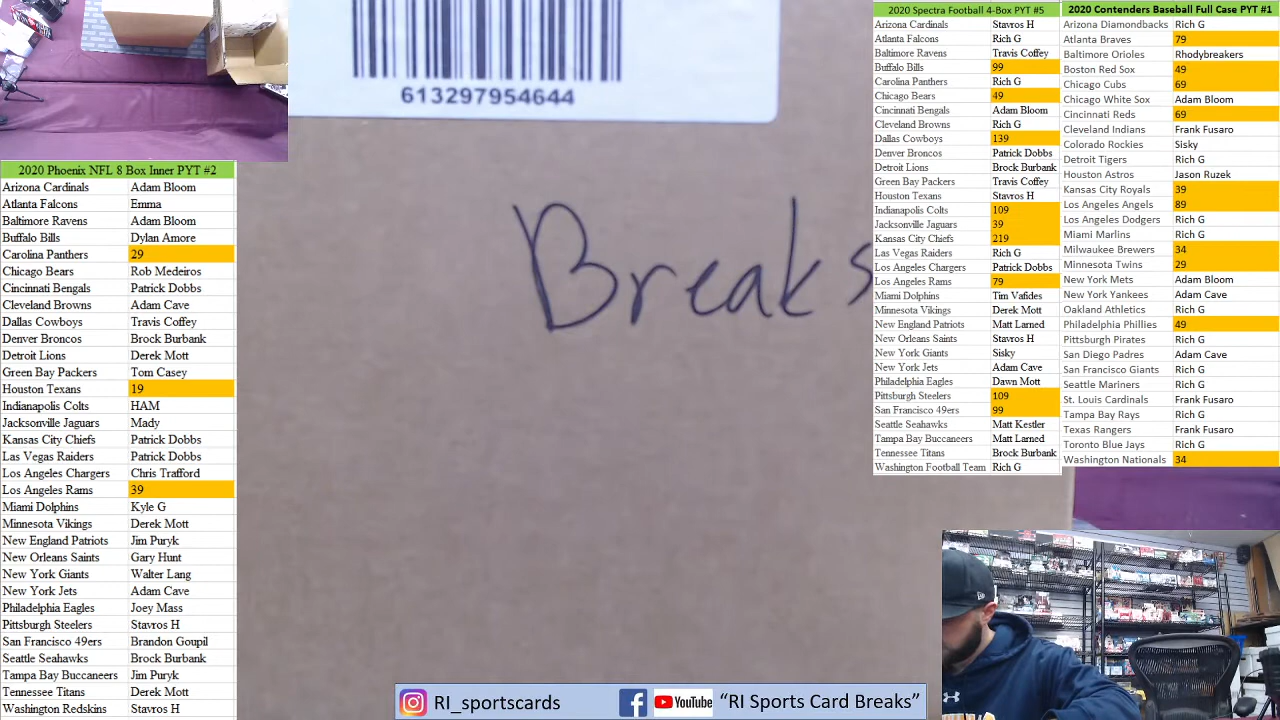 613297954644
Breaks
2020 Phoenix NFL 8 Box Inner PYT #2
Arizona Cardinals Adam Bloom
Atlanta Falcons Emma
Baltimore Ravens Adam Bloom
Buffalo Bills Dylan Amore
Carolina Panthers 29
Chicago Bears Rob Medeiros
Cincinnati Bengals Patrick Dobbs
Cleveland Browns Adam Cave
Dallas Cowboys Travis Coffey
Denver Broncos Brock Burbank
Detroit Lions Derek Mott
Green Bay Packers Tom Casey
Houston Texans 19
Indianapolis Colts HAM
Jacksonville Jaguars Mady
Kansas City Chiefs Patrick Dobbs
Las Vegas Raiders Patrick Dobbs
Los Angeles Chargers Chris Trafford
Los Angeles Rams 39
Miami Dolphins Kyle G
Minnesota Vikings Derek Mott
New England Patriots Jim Puryk
New Orleans Saints Gary Hunt
New York Giants Walter Lang
New York Jets Adam Cave
Philadelphia Eagles Joey Mass
Pittsburgh Steelers Stavros H
San Francisco 49ers Brandon Goupil
Seattle Seahawks Brock Burbank
Tampa Bay Buccaneers Jim Puryk
Tennessee Titans Derek Mott
Washington Redskins Stavros H
2020 Spectra Football 4-Box PYT #5
Arizona Cardinals Stavros H
Atlanta Falcons Rich G
Baltimore Ravens Travis Coffey
Buffalo Bills 99
Carolina Panthers Rich G
Chicago Bears 49
Cincinnati Bengals Adam Bloom
Cleveland Browns Rich G
Dallas Cowboys 139
Denver Broncos Patrick Dobbs
Detroit Lions Brock Burbank
Green Bay Packers Travis Coffey
Houston Texans Stavros H
Indianapolis Colts 109
Jacksonville Jaguars 39
Kansas City Chiefs 219
Las Vegas Raiders Rich G
Los Angeles Chargers Patrick Dobbs
Los Angeles Rams 79
Miami Dolphins Tim Vafides
Minnesota Vikings Derek Mott
New England Patriots Matt Larned
New Orleans Saints Stavros H
New York Giants Sisky
New York Jets Adam Cave
Philadelphia Eagles Dawn Mott
Pittsburgh Steelers 109
San Francisco 49ers 99
Seattle Seahawks Matt Kestler
Tampa Bay Buccaneers Matt Larned
Tennessee Titans Brock Burbank
Washington Football Team Rich G
2020 Contenders Baseball Full Case PYT #1
Arizona Diamondbacks Rich G
Atlanta Braves 79
Baltimore Orioles Rhodybreakers
Boston Red Sox 49
Chicago Cubs 69
Chicago White Sox Adam Bloom
Cincinnati Reds 69
Cleveland Indians Frank Fusaro
Colorado Rockies Sisky
Detroit Tigers Rich G
Houston Astros Jason Ruzek
Kansas City Royals 39
Los Angeles Angels 89
Los Angeles Dodgers Rich G
Miami Marlins Rich G
Milwaukee Brewers 34
Minnesota Twins 29
New York Mets Adam Bloom
New York Yankees Adam Cave
Oakland Athletics Rich G
Philadelphia Phillies 49
Pittsburgh Pirates Rich G
San Diego Padres Adam Cave
San Francisco Giants Rich G
Seattle Mariners Rich G
St. Louis Cardinals Frank Fusaro
Tampa Bay Rays Rich G
Texas Rangers Frank Fusaro
Toronto Blue Jays Rich G
Washington Nationals 34
RI_sportscards YouTube "RI Sports Card Breaks"